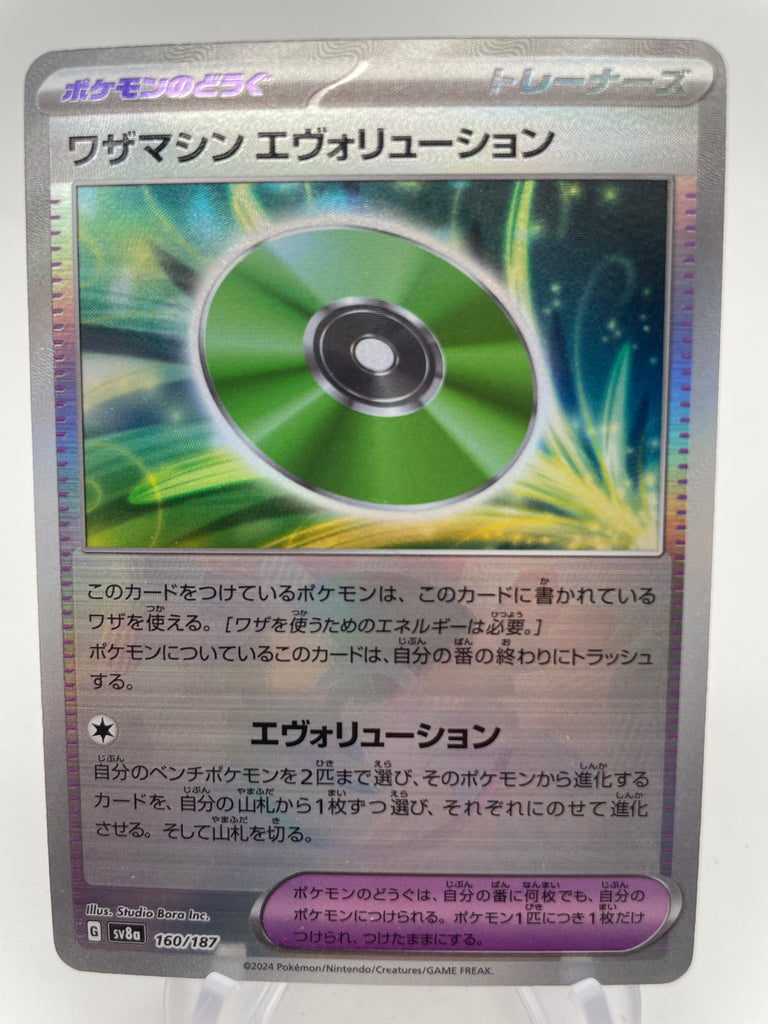 ポケモンのどうぐ トレーナーズ
ワザマシン エヴォリューション
このカードをつけているポケモンは、このカードに書かれている
ワザを使える。[ワザを使うためのエネルギーは必要。]
ポケモンについているこのカードは、自分の番の終わりにトラッシュ
する。
エヴォリューション
自分のベンチポケモンを2匹まで選び、そのポケモンから進化する
カードを、自分の山札から1枚ずつ選び、それぞれにのせて進化
させる。そして山札を切る。
ポケモンのどうぐは、自分の番に何枚でも、自分の
ポケモンにつけられる。ポケモン1匹につき1枚だけ
つけられ、つけたままにする。
Illus. Studio Bora Inc.
G sv8a 160/187
©2024 Pokémon/Nintendo/Creatures/GAME FREAK.